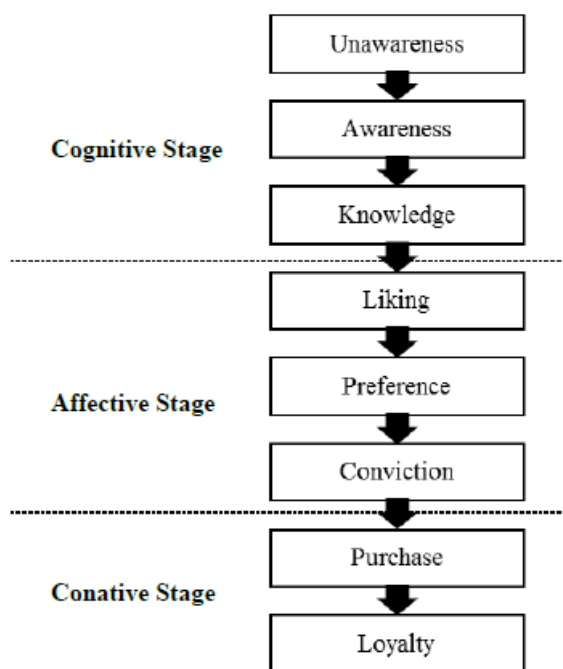 Unawareness
Awareness
Cognitive Stage
Knowledge
Liking
Preference
Affective Stage
Conviction
Purchase
Conative Stage
Loyalty